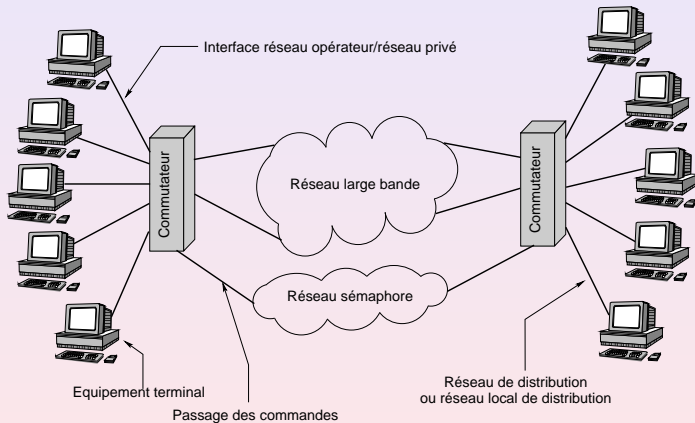 Interface réseau opérateur/réseau privé
Commutateur
Réseau large bande
Commutateur
Réseau sémaphore
Equipement terminal
Passage des commandes
Réseau de distribution
ou réseau local de distribution